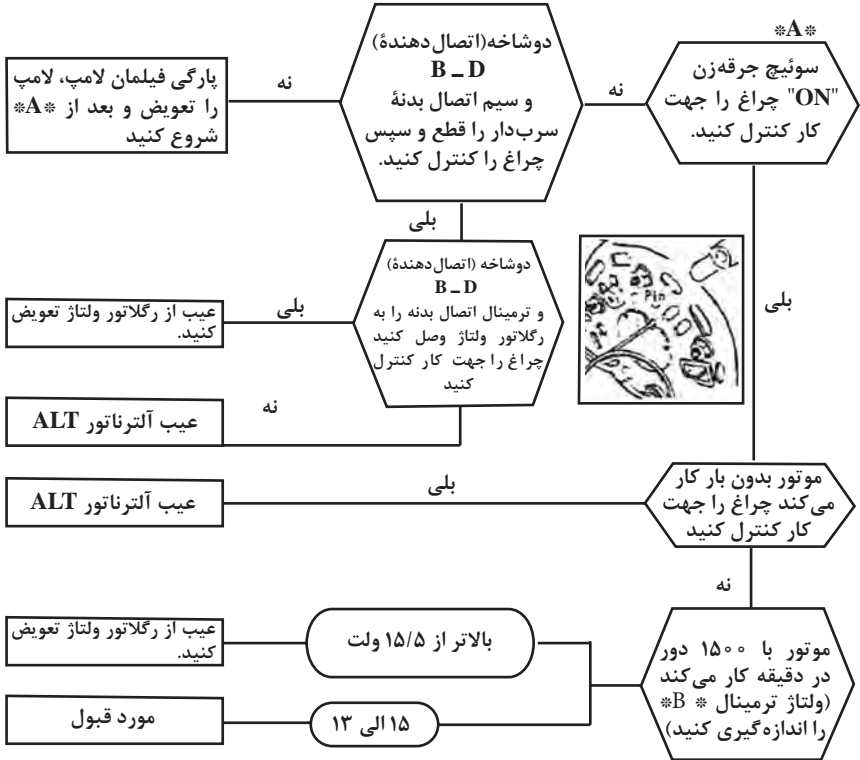 *A*
سوئیچ جرقه‌زن
"ON" چراغ را جهت
کار کنترل کنید.
نه
دوشاخه(اتصال‌دهندهٔ)
B – D
و سیم اتصال بدنهٔ
سرب‌دار را قطع و سپس
چراغ را کنترل کنید.
نه
پارگی فیلمان لامپ، لامپ
را تعویض و بعد از *A*
شروع کنید
بلی
دوشاخه (اتصال‌دهندهٔ)
B – D
و ترمینال اتصال بدنه را به
رگلاتور ولتاژ وصل کنید
چراغ را جهت کار کنترل
کنید
بلی
عیب از رگلاتور ولتاژ تعویض
کنید.
نه
عیب آلترناتور ALT
Pin
بلی
موتور بدون بار کار
می‌کند چراغ را جهت
کار کنترل کنید
بلی
عیب آلترناتور ALT
نه
موتور با ۱۵۰۰ دور
در دقیقه کار می‌کند
(ولتاژ ترمینال * B*
را اندازه‌گیری کنید)
بالاتر از ۱۵/۵ ولت
عیب از رگلاتور ولتاژ تعویض
کنید.
۱۵ الی ۱۳
مورد قبول